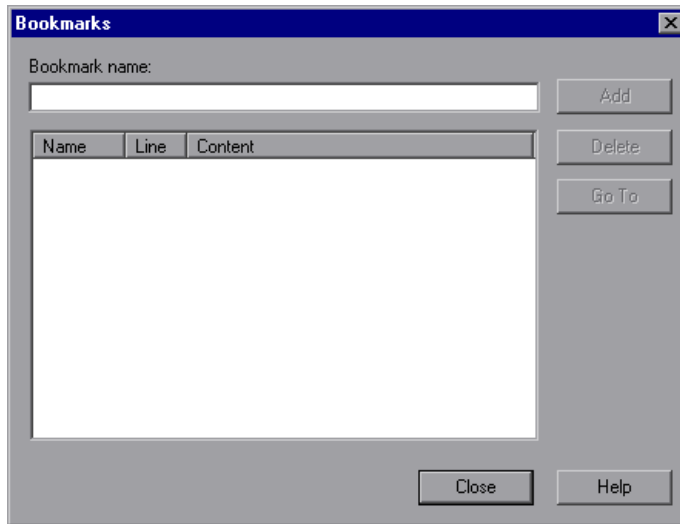 Bookmarks
Bookmark name:
Add
Name Line Content
Delete
Go To
Close Help